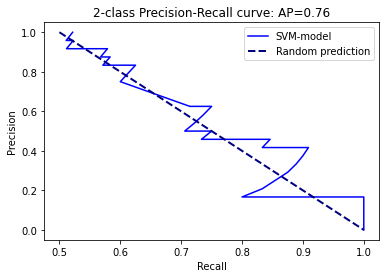 2-class Precision-Recall curve: AP=0.76
SVM-model
Random prediction
Precision
1.0
0.8
0.6
0.4
0.2
0.0
0.5 0.6 0.7 0.8 0.9 1.0
Recall